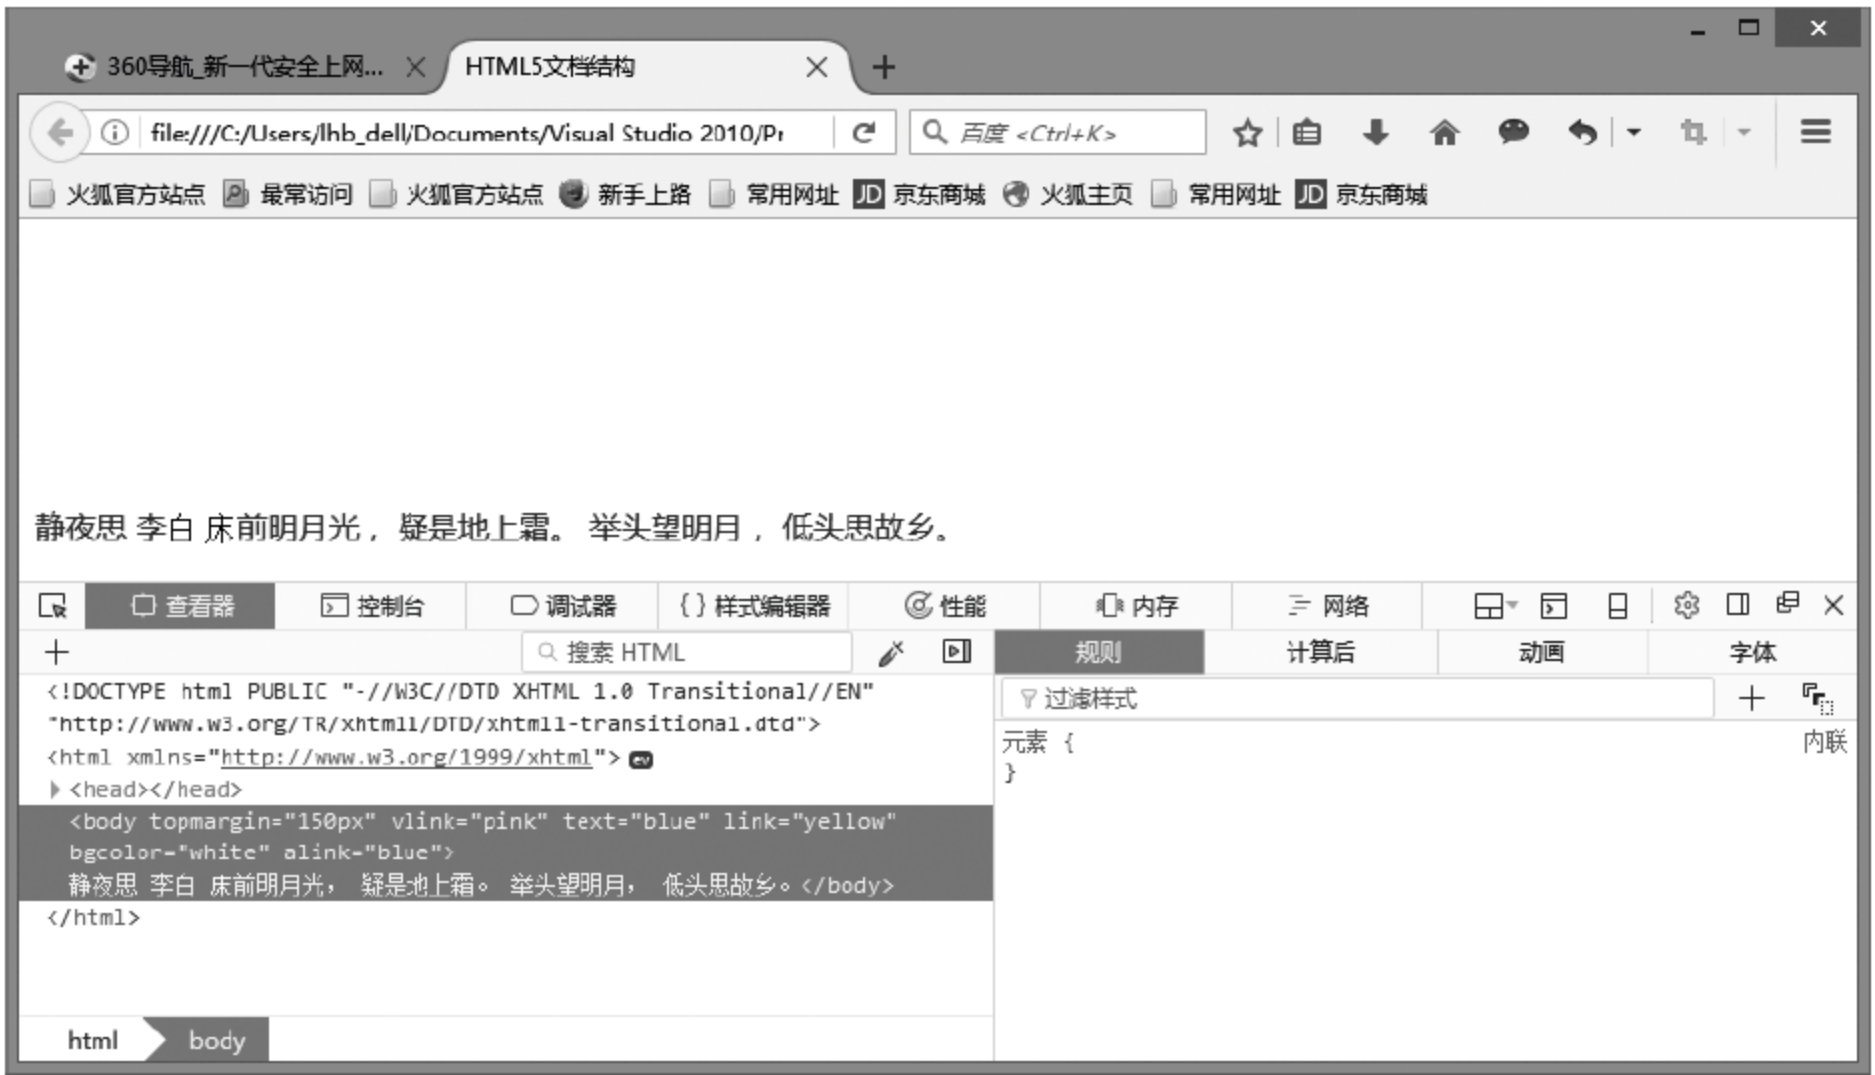 360导航_新一代安全上网...
HTML5文档结构
file:///C:/Users/lhb_dell/Documents/Visual Studio 2010/Pr
百度 <Ctrl+K>
火狐官方站点 最常访问 火狐官方站点 新手上路 常用网址 JD 京东商城 火狐主页 常用网址 JD 京东商城
静夜思 李白 床前明月光，疑是地上霜。 举头望明月，低头思故乡。
查看器 控制台 调试器 {} 样式编辑器 性能 内存 网络
搜索 HTML
规则 计算后 动画 字体
<!DOCTYPE html PUBLIC "-//W3C//DTD XHTML 1.0 Transitional//EN"
"http://www.w3.org/TR/xhtml1/DTD/xhtml1-transitional.dtd">
<html xmlns="http://www.w3.org/1999/xhtml"> ev
<head></head>
<body topmargin="150px" vlink="pink" text="blue" link="yellow"
bgcolor="white" alink="blue">
静夜思 李白 床前明月光， 疑是地上霜。 举头望明月， 低头思故乡。</body>
</html>
过滤样式
元素 { 内联
}
html body